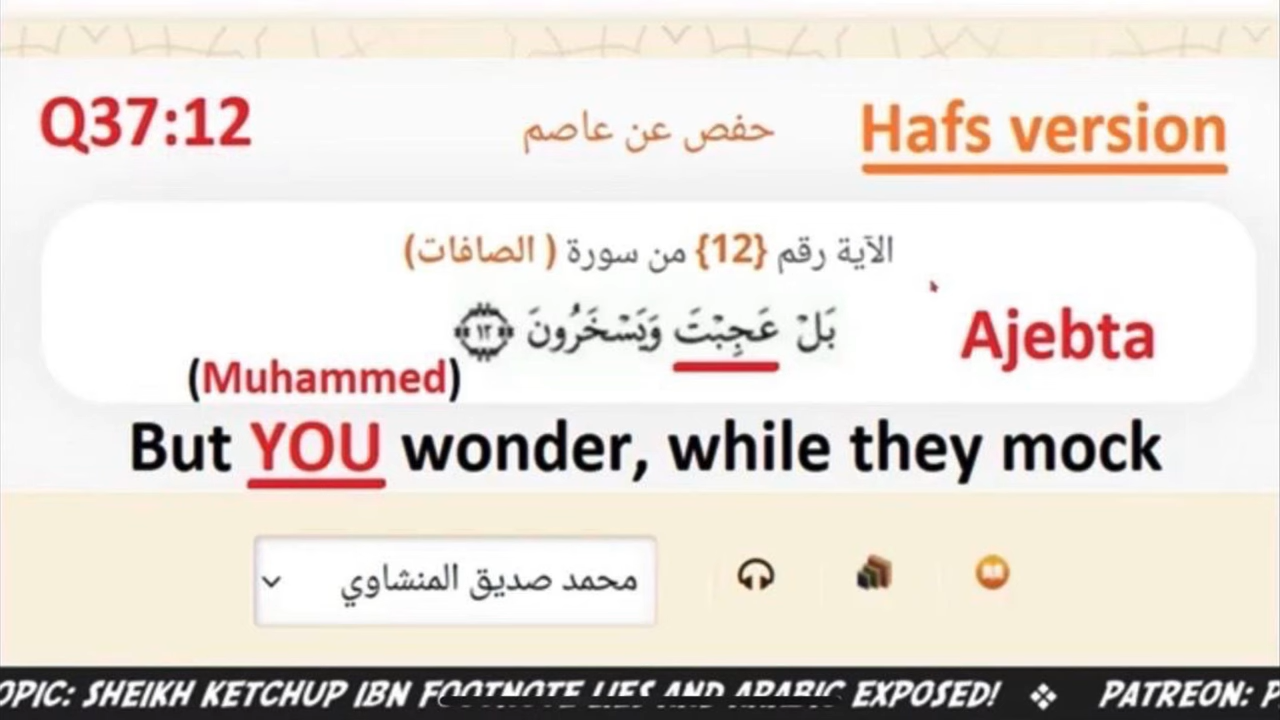 Q37:12 حفص عن عاصم Hafs version
الآية رقم {12} من سورة ( الصافات)
بَلْ عَجِبْتَ وَيَسْخَرُونَ ١٢
Ajebta
(Muhammed)
But YOU wonder, while they mock
محمد صديق المنشاوي
OPIC: SHEIKH KETCHUP IBN FOOTNOTE LIES AND ARABIC EXPOSED! ❖ PATREON: P